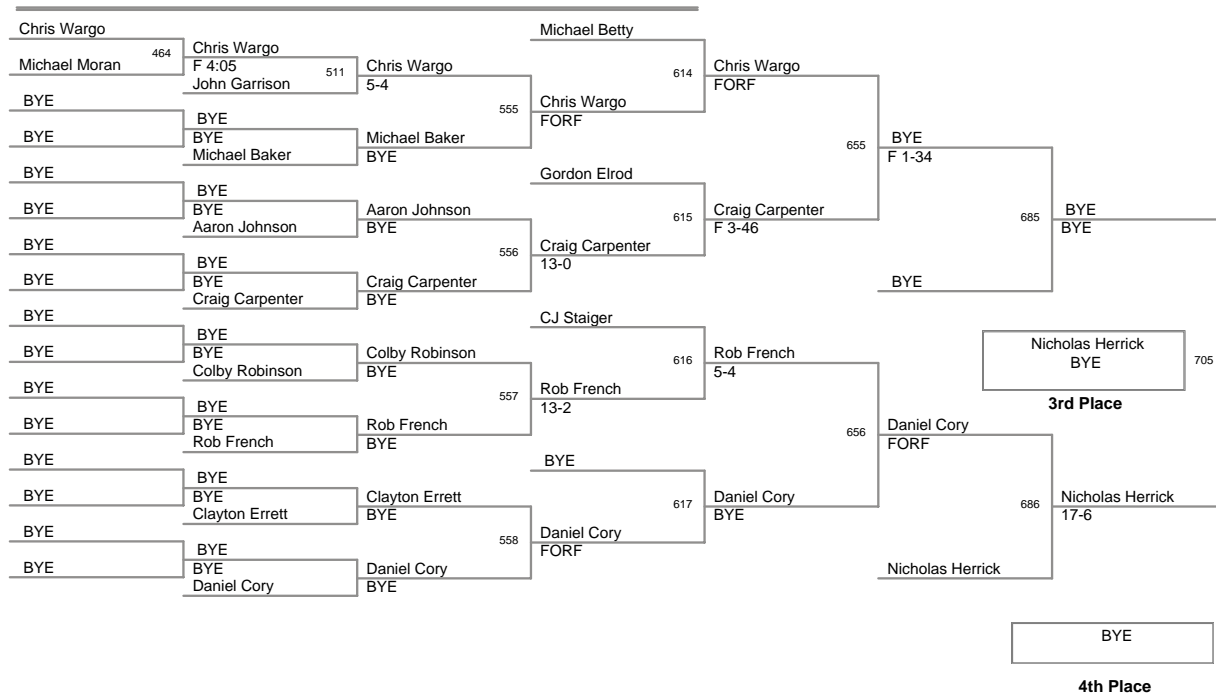 Chris Wargo
Michael Moran
BYE
BYE
BYE
BYE
BYE
BYE
BYE
BYE
BYE
BYE
BYE
BYE
BYE
BYE
464
Chris Wargo
F 4:05
John Garrison
BYE
BYE
Michael Baker
BYE
BYE
Aaron Johnson
BYE
BYE
Craig Carpenter
BYE
BYE
Colby Robinson
BYE
BYE
Rob French
BYE
BYE
Clayton Errett
BYE
BYE
Daniel Cory
511
Chris Wargo
5-4
Michael Baker
BYE
Aaron Johnson
BYE
Craig Carpenter
BYE
Colby Robinson
BYE
Rob French
BYE
Clayton Errett
BYE
Daniel Cory
BYE
555
556
557
558
Michael Betty
Chris Wargo
FORF
Gordon Elrod
Craig Carpenter
13-0
CJ Staiger
Rob French
13-2
BYE
Daniel Cory
FORF
614
615
616
617
Chris Wargo
FORF
Craig Carpenter
F 3-46
Rob French
5-4
Daniel Cory
BYE
655
656
BYE
F 1-34
BYE
Daniel Cory
FORF
Nicholas Herrick
685
686
BYE
BYE
Nicholas Herrick
17-6
Nicholas Herrick
BYE
705
3rd Place
BYE
4th Place